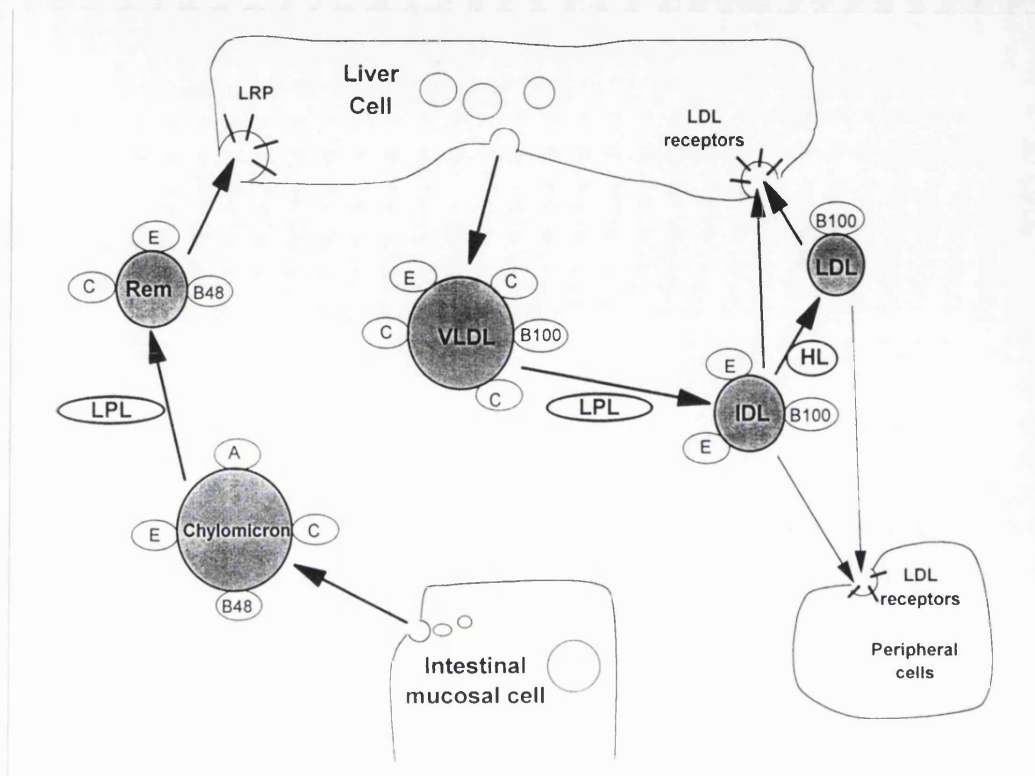 Liver
Cell
LRP
LDL
receptors
E
C
Rem
B48
LPL
A
E
Chylomicron
C
B48
E
C
C
VLDL
B100
C
LPL
B100
LDL
HL
E
IDL
B100
E
Intestinal
mucosal cell
LDL
receptors
Peripheral
cells